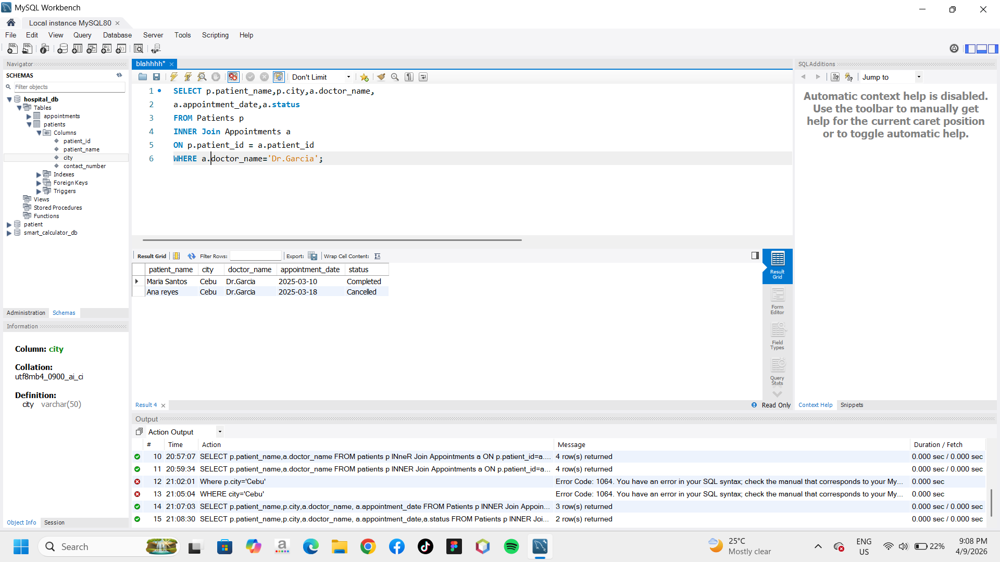 MySQL Workbench
Local instance MySQL80
File Edit View Query Database Server Tools Scripting Help
Navigator
SCHEMAS
Filter objects
hospital_db
Tables
appointments
patients
Columns
patient_id
patient_name
city
contact_number
Indexes
Foreign Keys
Triggers
Views
Stored Procedures
Functions
patient
smart_calculator_db
Administration Schemas
Information
Column: city
Collation:
utf8mb4_0900_ai_ci
Definition:
city varchar(50)
Object Info Session
blahhhh*
Don't Limit
1 SELECT p.patient_name,p.city,a.doctor_name,
2 a.appointment_date,a.status
3 FROM Patients p
4 INNER Join Appointments a
5 ON p.patient_id = a.patient_id
6 WHERE a.doctor_name='Dr.Garcia';
Result Grid Filter Rows: Export: Wrap Cell Content:
patient_name city doctor_name appointment_date status
Maria Santos Cebu Dr.Garcia 2025-03-10 Completed
Ana reyes Cebu Dr.Garcia 2025-03-18 Cancelled
Result Grid
Form Editor
Field Types
Query Stats
Result 4
Read Only
SQLAdditions
Jump to
Automatic context help is disabled.
Use the toolbar to manually get
help for the current caret position
or to toggle automatic help.
Context Help Snippets
Output
Action Output
# Time Action Message Duration / Fetch
10 20:57:07 SELECT p.patient_name,a.doctor_name FROM patients p INneR Join Appointments a ON p.patient_id=a.... 4 row(s) returned 0.000 sec / 0.000 sec
11 20:59:34 SELECT p.patient_name,a.doctor_name FROM patients p INNER Join Appointments a ON p.patient_id=a... 4 row(s) returned 0.000 sec / 0.000 sec
12 21:02:01 Where p.city='Cebu' Error Code: 1064. You have an error in your SQL syntax; check the manual that corresponds to your My... 0.000 sec
13 21:05:04 WHERE city='Cebu' Error Code: 1064. You have an error in your SQL syntax; check the manual that corresponds to your My... 0.000 sec
14 21:07:03 SELECT p.patient_name,p.city,a.doctor_name, a.appointment_date FROM Patients p INNER Join Appoin... 3 row(s) returned 0.000 sec / 0.000 sec
15 21:08:30 SELECT p.patient_name,p.city,a.doctor_name, a.appointment_date,a.status FROM Patients p INNER Joi... 2 row(s) returned 0.000 sec / 0.000 sec
Search
25°C
Mostly clear
ENG
US
22%
9:08 PM
4/9/2026